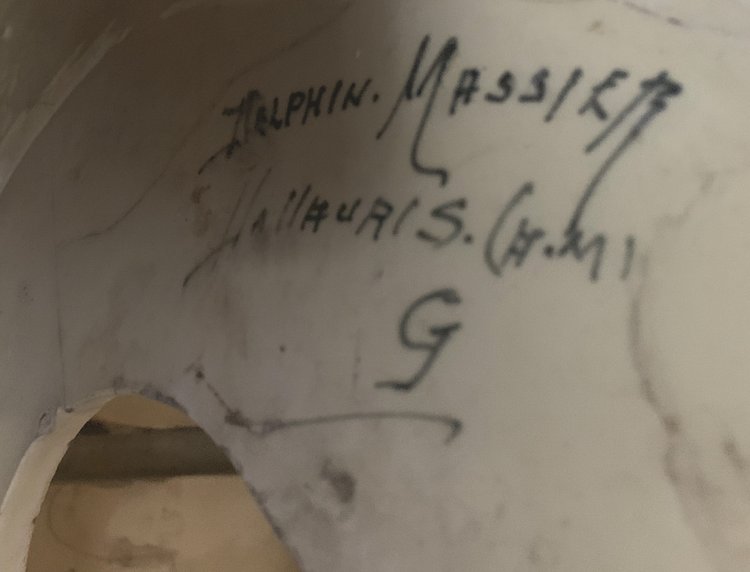 DELPHIN. MASSIER
VALLAURIS. (A.M)
G